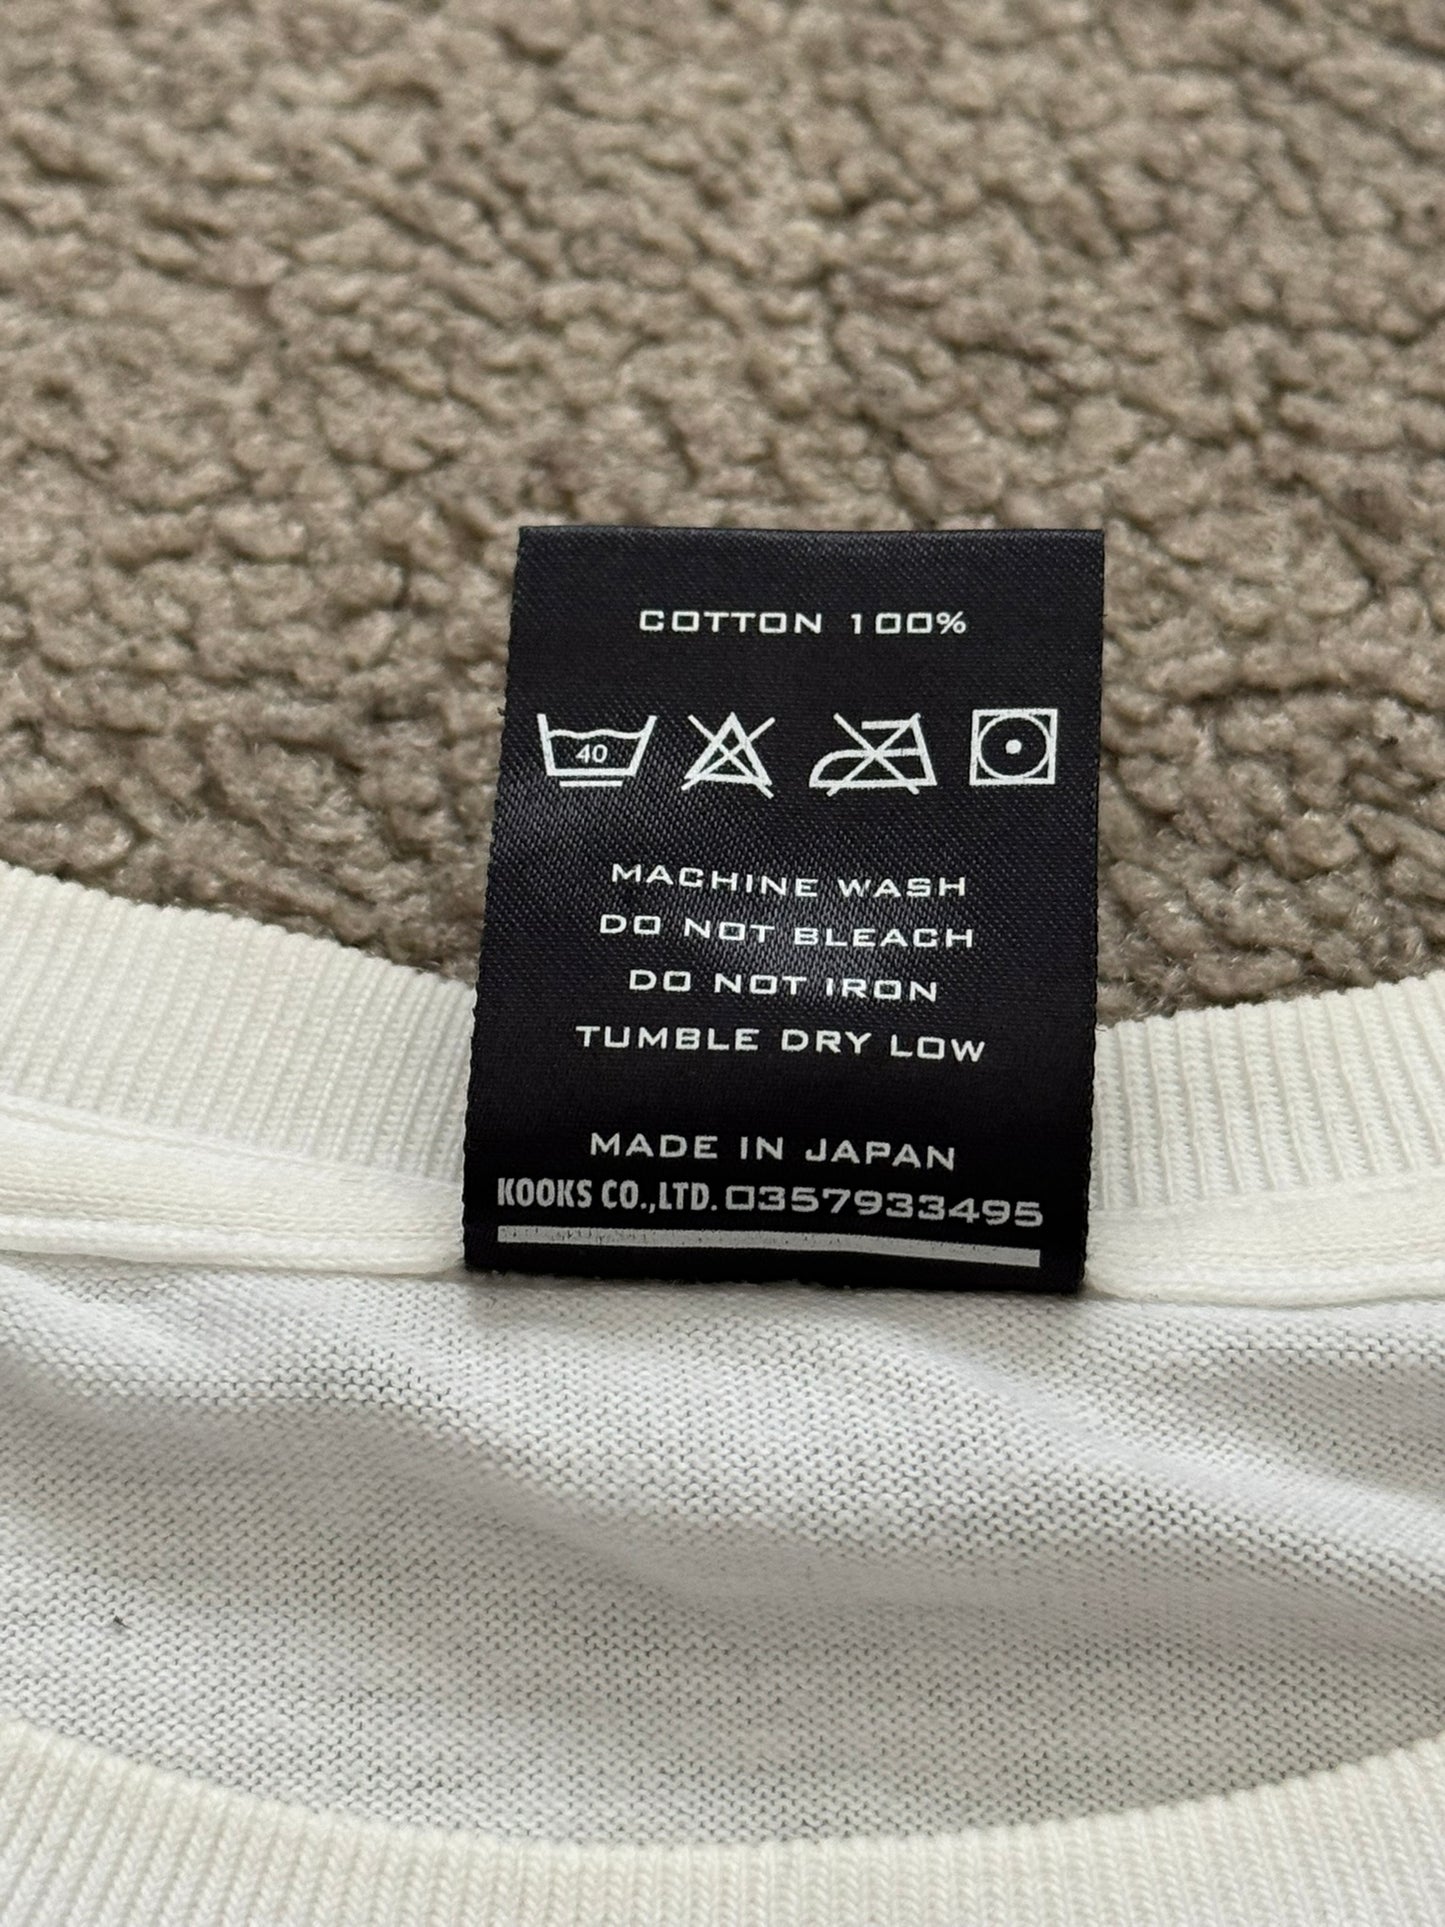 COTTON 100%
40
MACHINE WASH
DO NOT BLEACH
DO NOT IRON
TUMBLE DRY LOW
MADE IN JAPAN
KOOKS CO.,LTD. 0357933495